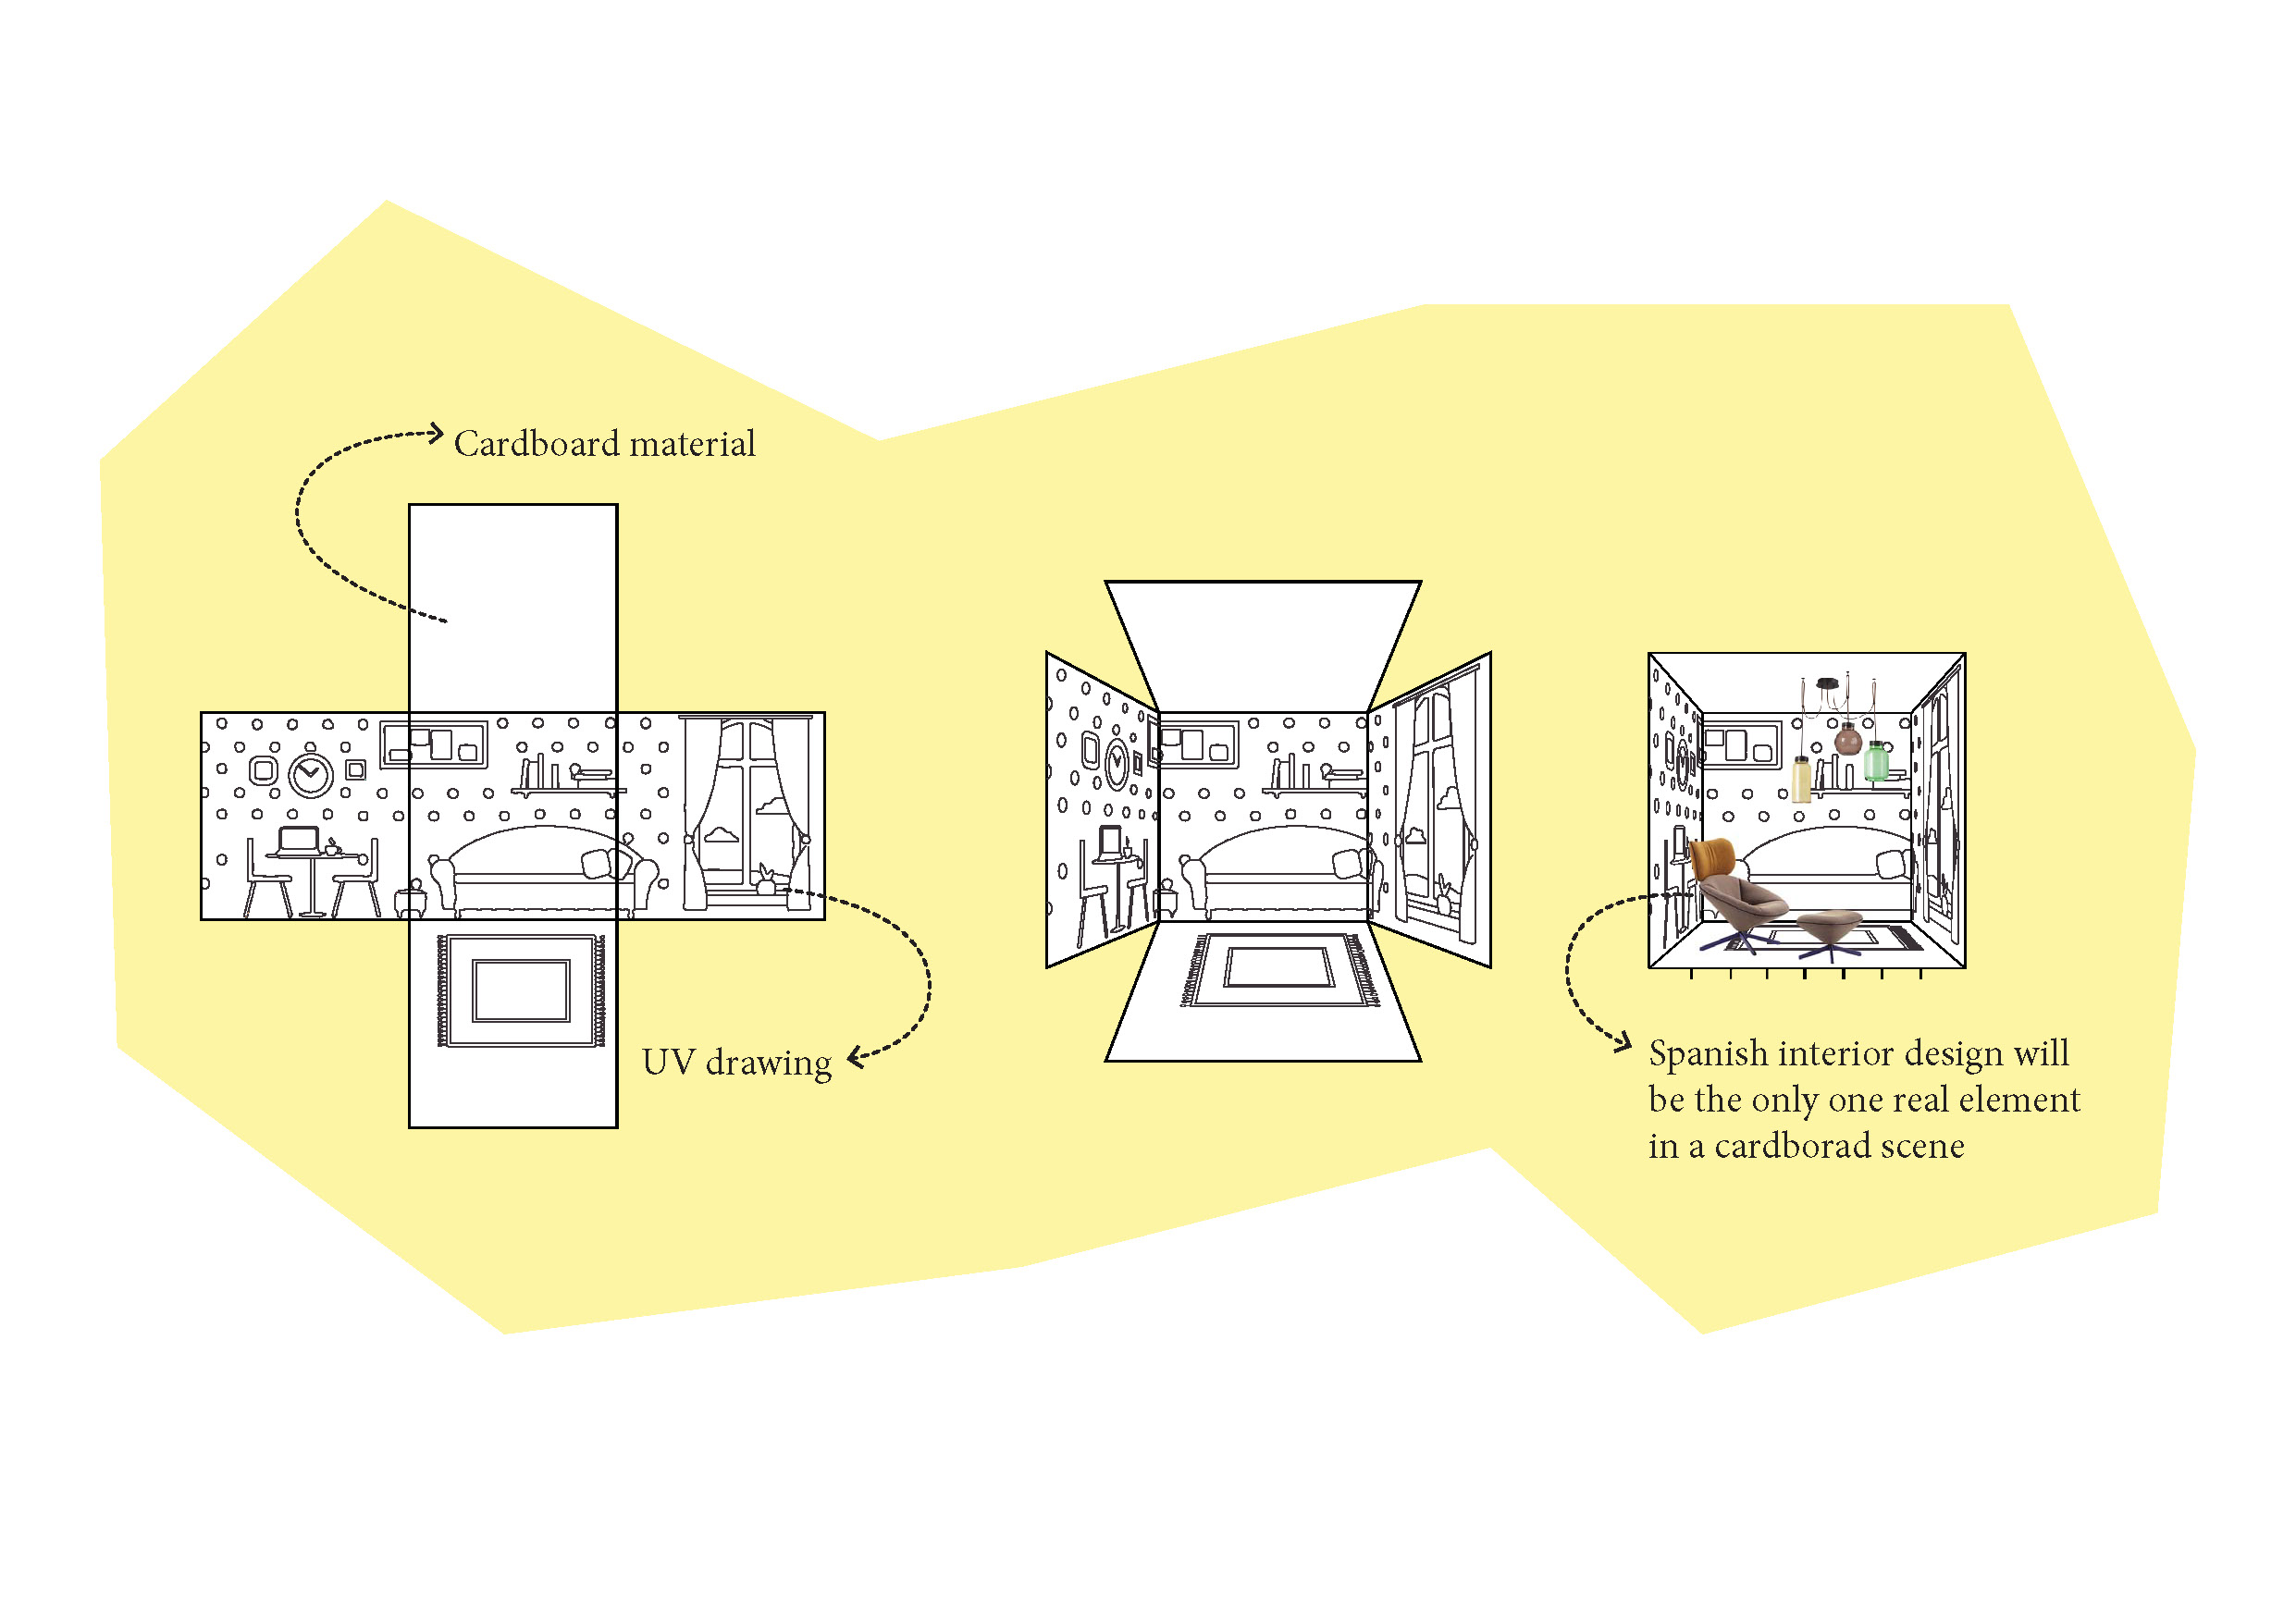 Cardboard material
UV drawing
Spanish interior design will
be the only one real element
in a cardborad scene